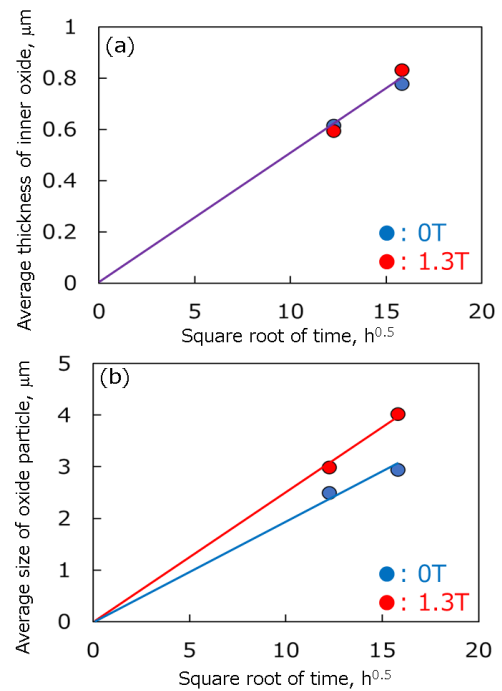 (a)
Average thickness of inner oxide, μm
1
0.8
0.6
0.4
0.2
0
0 5 10 15 20
: 0T
: 1.3T
Square root of time, h0.5
(b)
Average size of oxide particle, μm
5
4
3
2
1
0
0 5 10 15 20
: 0T
: 1.3T
Square root of time, h0.5